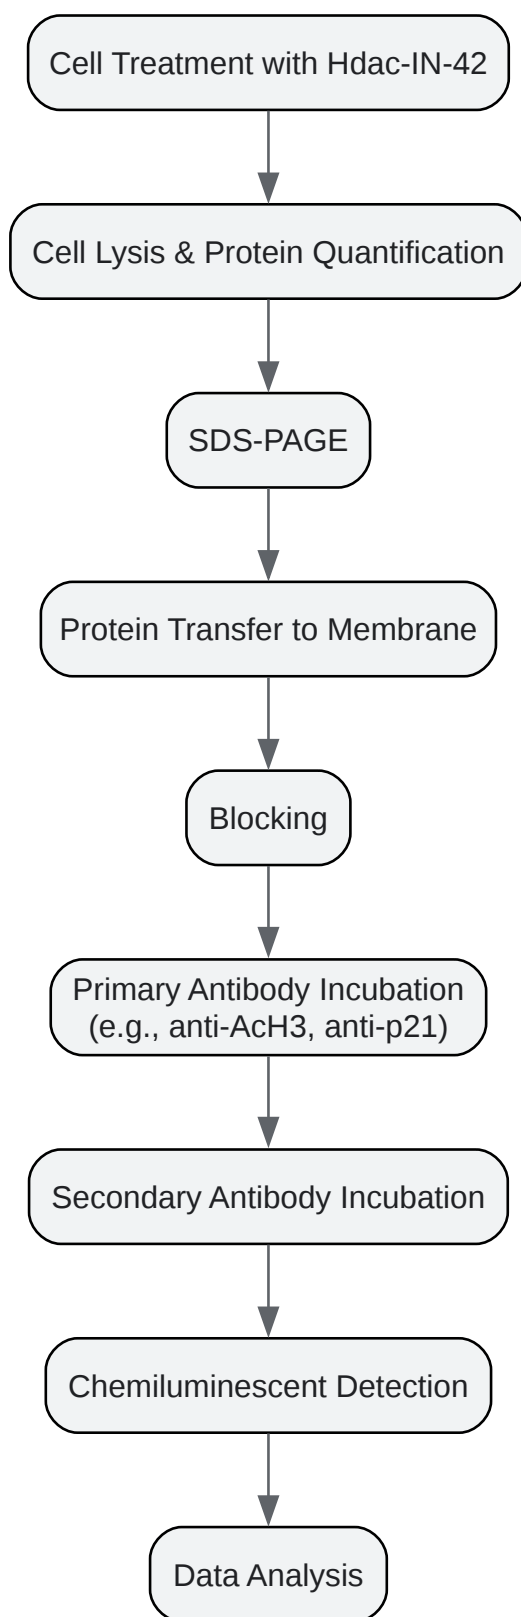 Cell Treatment with Hdac-IN-42
Cell Lysis & Protein Quantification
SDS-PAGE
Protein Transfer to Membrane
Blocking
Primary Antibody Incubation
(e.g., anti-AcH3, anti-p21)
Secondary Antibody Incubation
Chemiluminescent Detection
Data Analysis